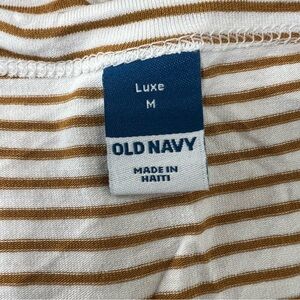 Luxe
M
OLD NAVY
MADE IN
HAITI